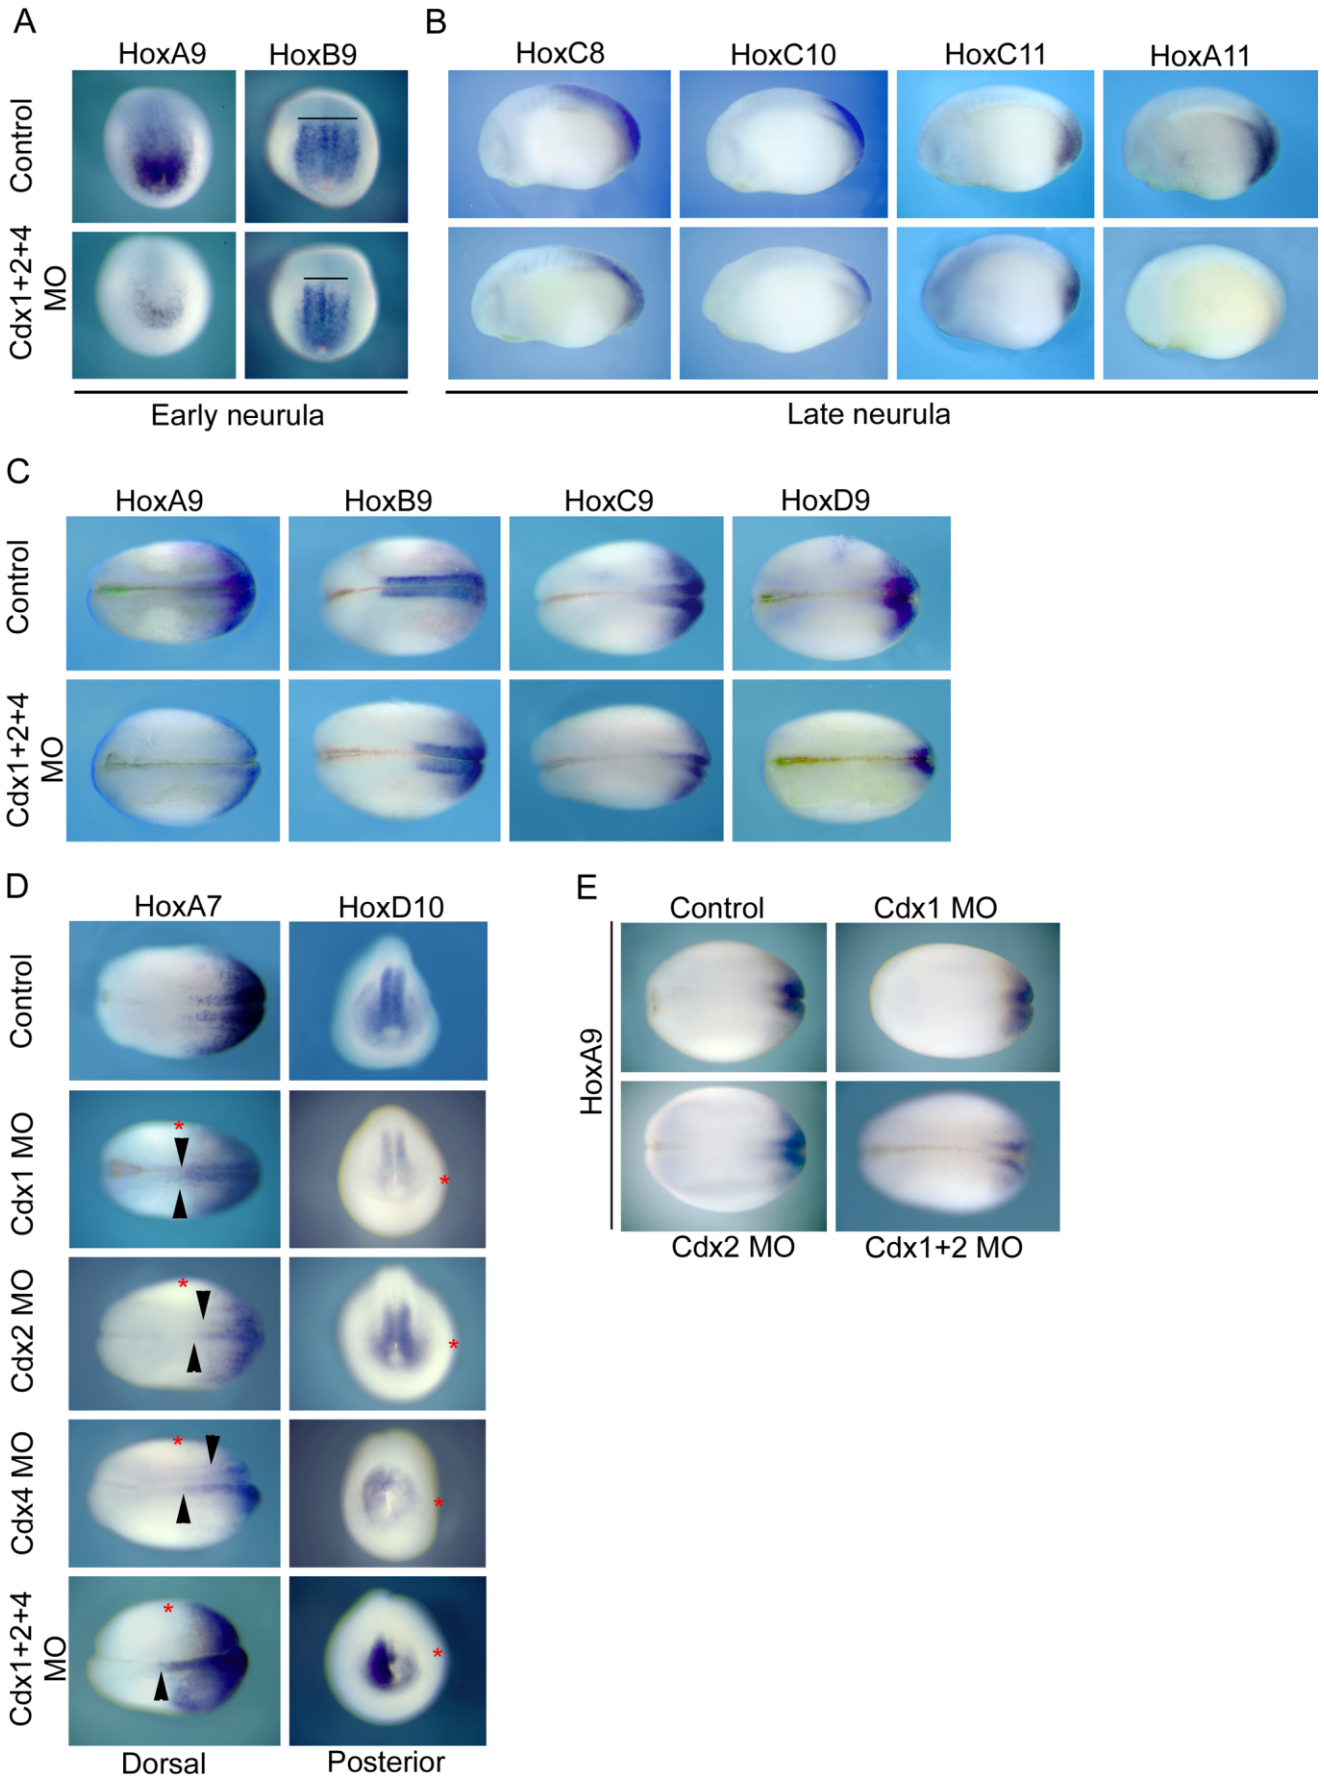 A
HoxA9 HoxB9
Control
Cdx1+2+4
MO
Early neurula
B
HoxC8 HoxC10 HoxC11 HoxA11
Late neurula
C
HoxA9 HoxB9 HoxC9 HoxD9
Control
Cdx1+2+4
MO
D
HoxA7 HoxD10
Control
Cdx1 MO
*
*
Cdx2 MO
*
*
Cdx4 MO
*
*
Cdx1+2+4
MO
*
*
Dorsal Posterior
E
Control Cdx1 MO
HoxA9
Cdx2 MO Cdx1+2 MO